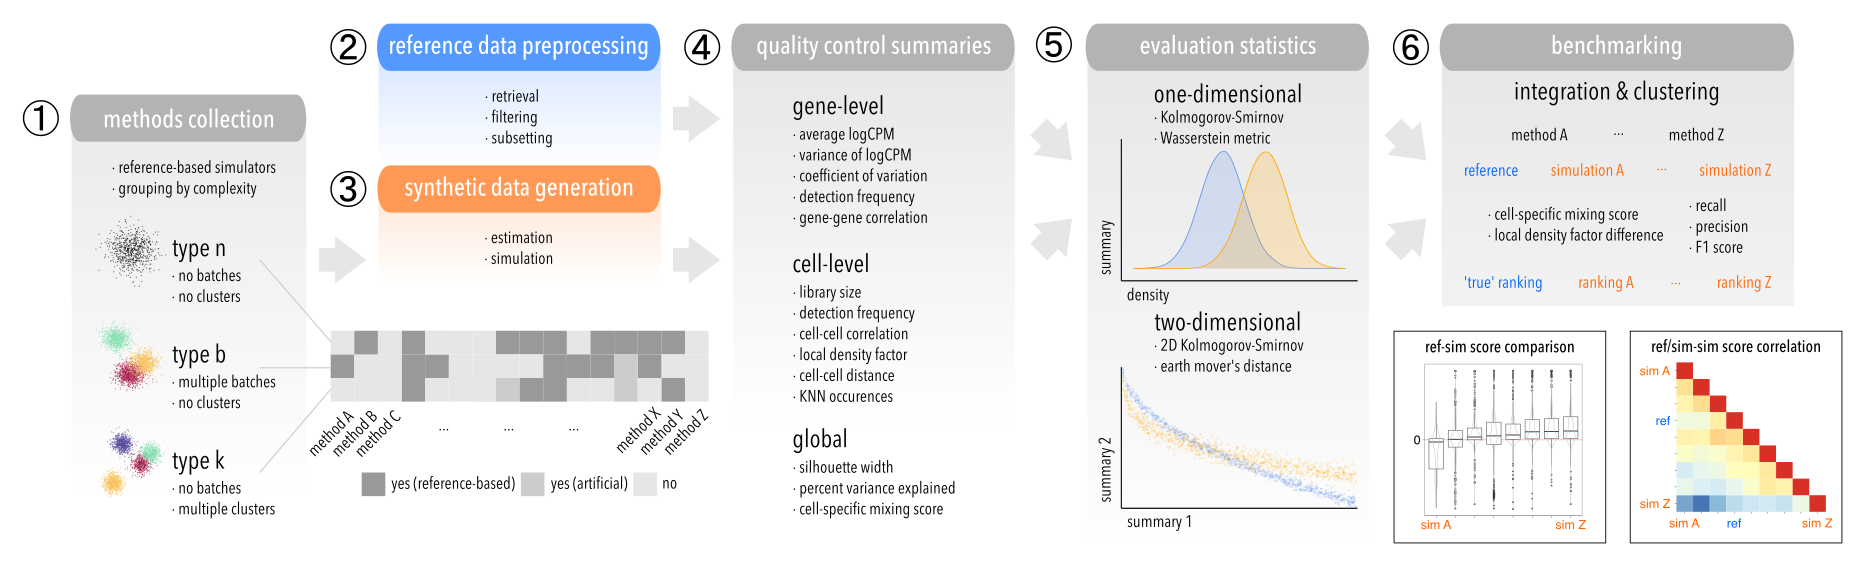 ① methods collection
· reference-based simulators
· grouping by complexity
type n
· no batches
· no clusters
type b
· multiple batches
· no clusters
type k
· no batches
· multiple clusters
② reference data preprocessing
· retrieval
· filtering
· subsetting
③ synthetic data generation
· estimation
· simulation
method A
method B
method C
...
...
...
method X
method Y
method Z
yes (reference-based)
yes (artificial)
no
④ quality control summaries
gene-level
· average logCPM
· variance of logCPM
· coefficient of variation
· detection frequency
· gene-gene correlation
cell-level
· library size
· detection frequency
· cell-cell correlation
· local density factor
· cell-cell distance
· KNN occurences
global
· silhouette width
· percent variance explained
· cell-specific mixing score
⑤ evaluation statistics
one-dimensional
· Kolmogorov-Smirnov
· Wasserstein metric
summary
density
two-dimensional
· 2D Kolmogorov-Smirnov
· earth mover's distance
summary 2
summary 1
⑥ benchmarking
integration & clustering
method A ... method Z
reference simulation A ... simulation Z
· cell-specific mixing score
· local density factor difference
· recall
· precision
· F1 score
'true' ranking ranking A ... ranking Z
ref-sim score comparison
0
sim A sim Z
ref/sim-sim score correlation
sim A
ref
sim Z
sim A ref sim Z